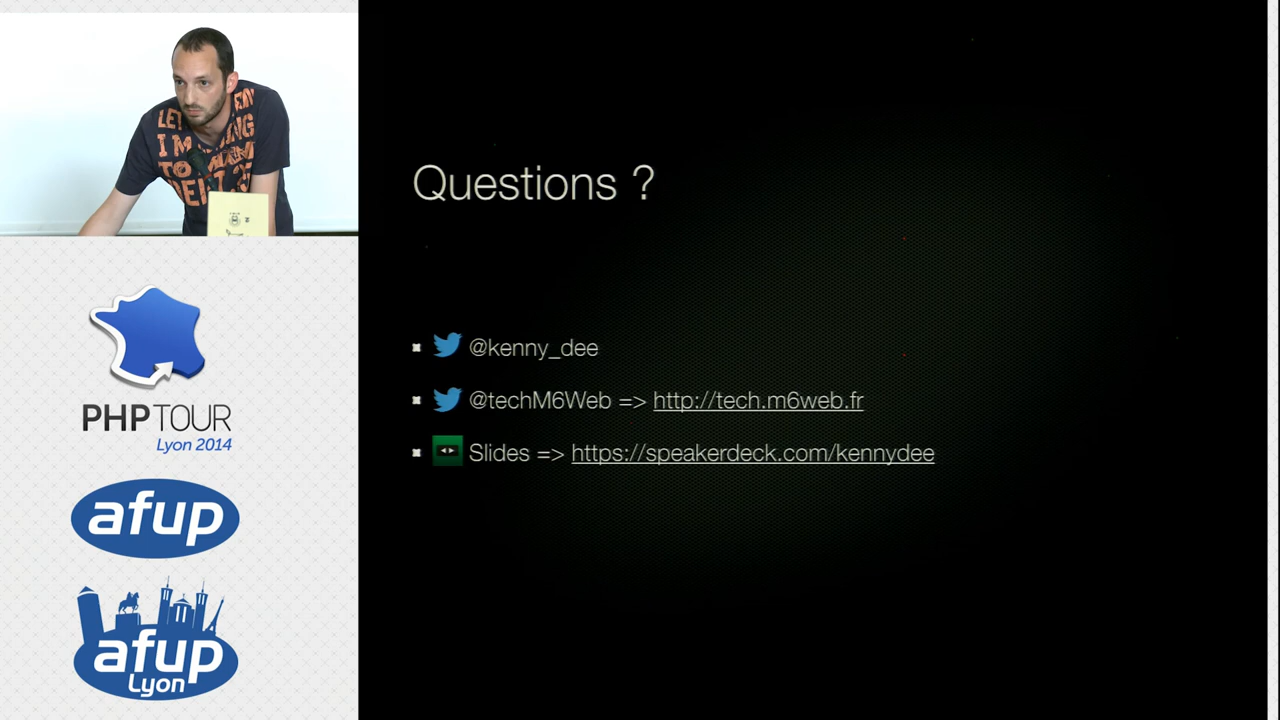 Questions ?
@kenny_dee
@techM6Web => http://tech.m6web.fr
Slides => https://speakerdeck.com/kennydee
PHP TOUR
Lyon 2014
afup
afup
Lyon
I'M
TO